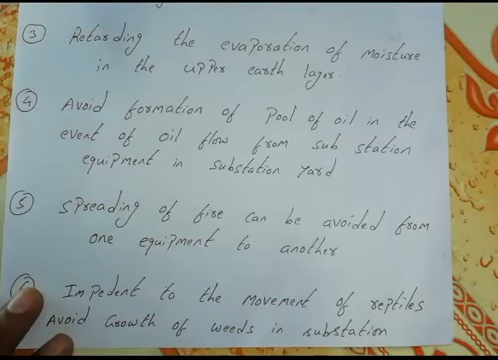 ③ Retarding the evaporation of moisture
in the upper earth layer.
④ Avoid formation of Pool of oil in the
event of oil flow from sub station
equipment in substation Yard
⑤ Spreading of fire can be avoided from
one equipment to another
Impedent to the movement of reptiles
Avoid Growth of weeds in substation